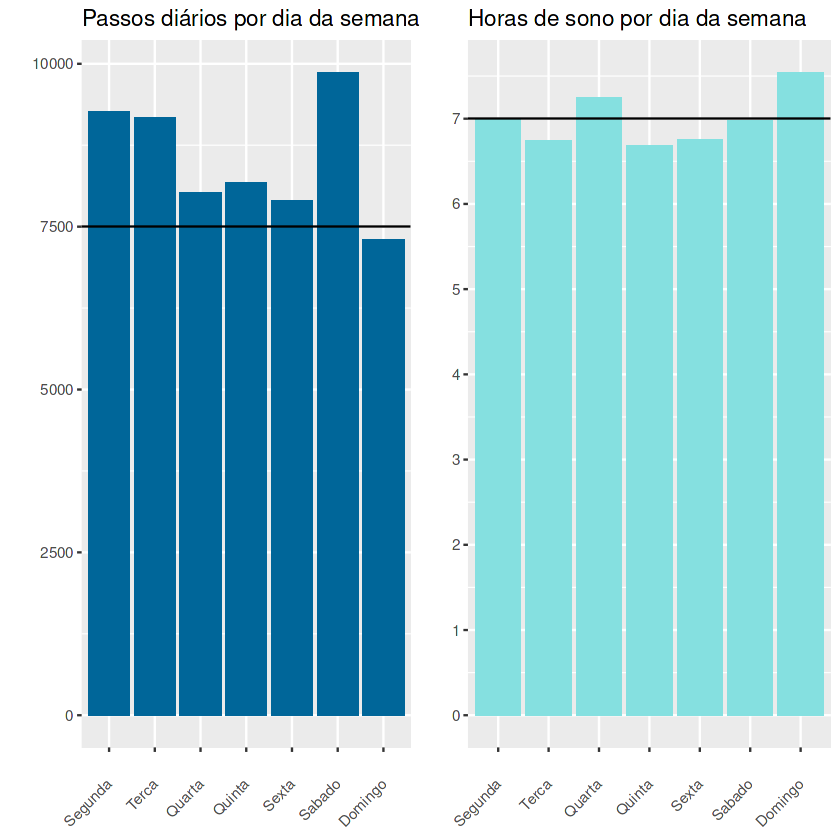 Passos diários por dia da semana
10000
7500
5000
2500
0
Segunda
Terca
Quarta
Quinta
Sexta
Sabado
Domingo
Horas de sono por dia da semana
7
6
5
4
3
2
1
0
Segunda
Terca
Quarta
Quinta
Sexta
Sabado
Domingo